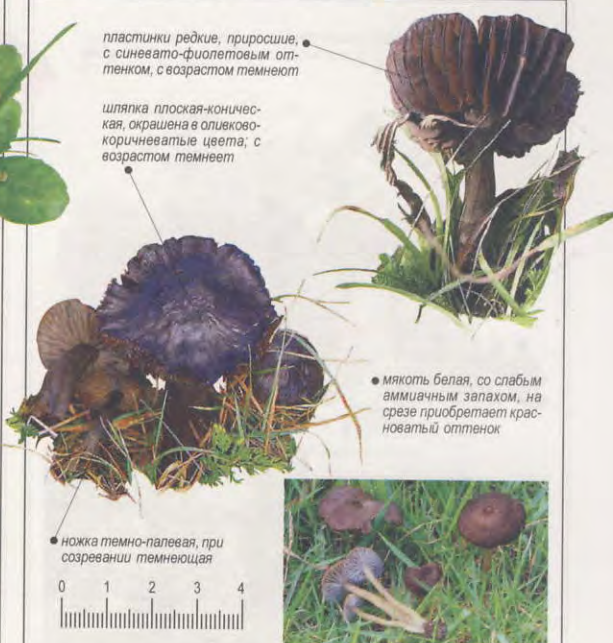 пластинки редкие, приросшие,
с синевато-фиолетовым от-
тенком, с возрастом темнеют
шляпка плоская-коничес-
кая, окрашена в оливково-
коричневатые цвета; с
возрастом темнеет
мякоть белая, со слабым
аммиачным запахом, на
срезе приобретает крас-
новатый оттенок
ножка темно-палевая, при
созревании темнеющая
0 1 2 3 4